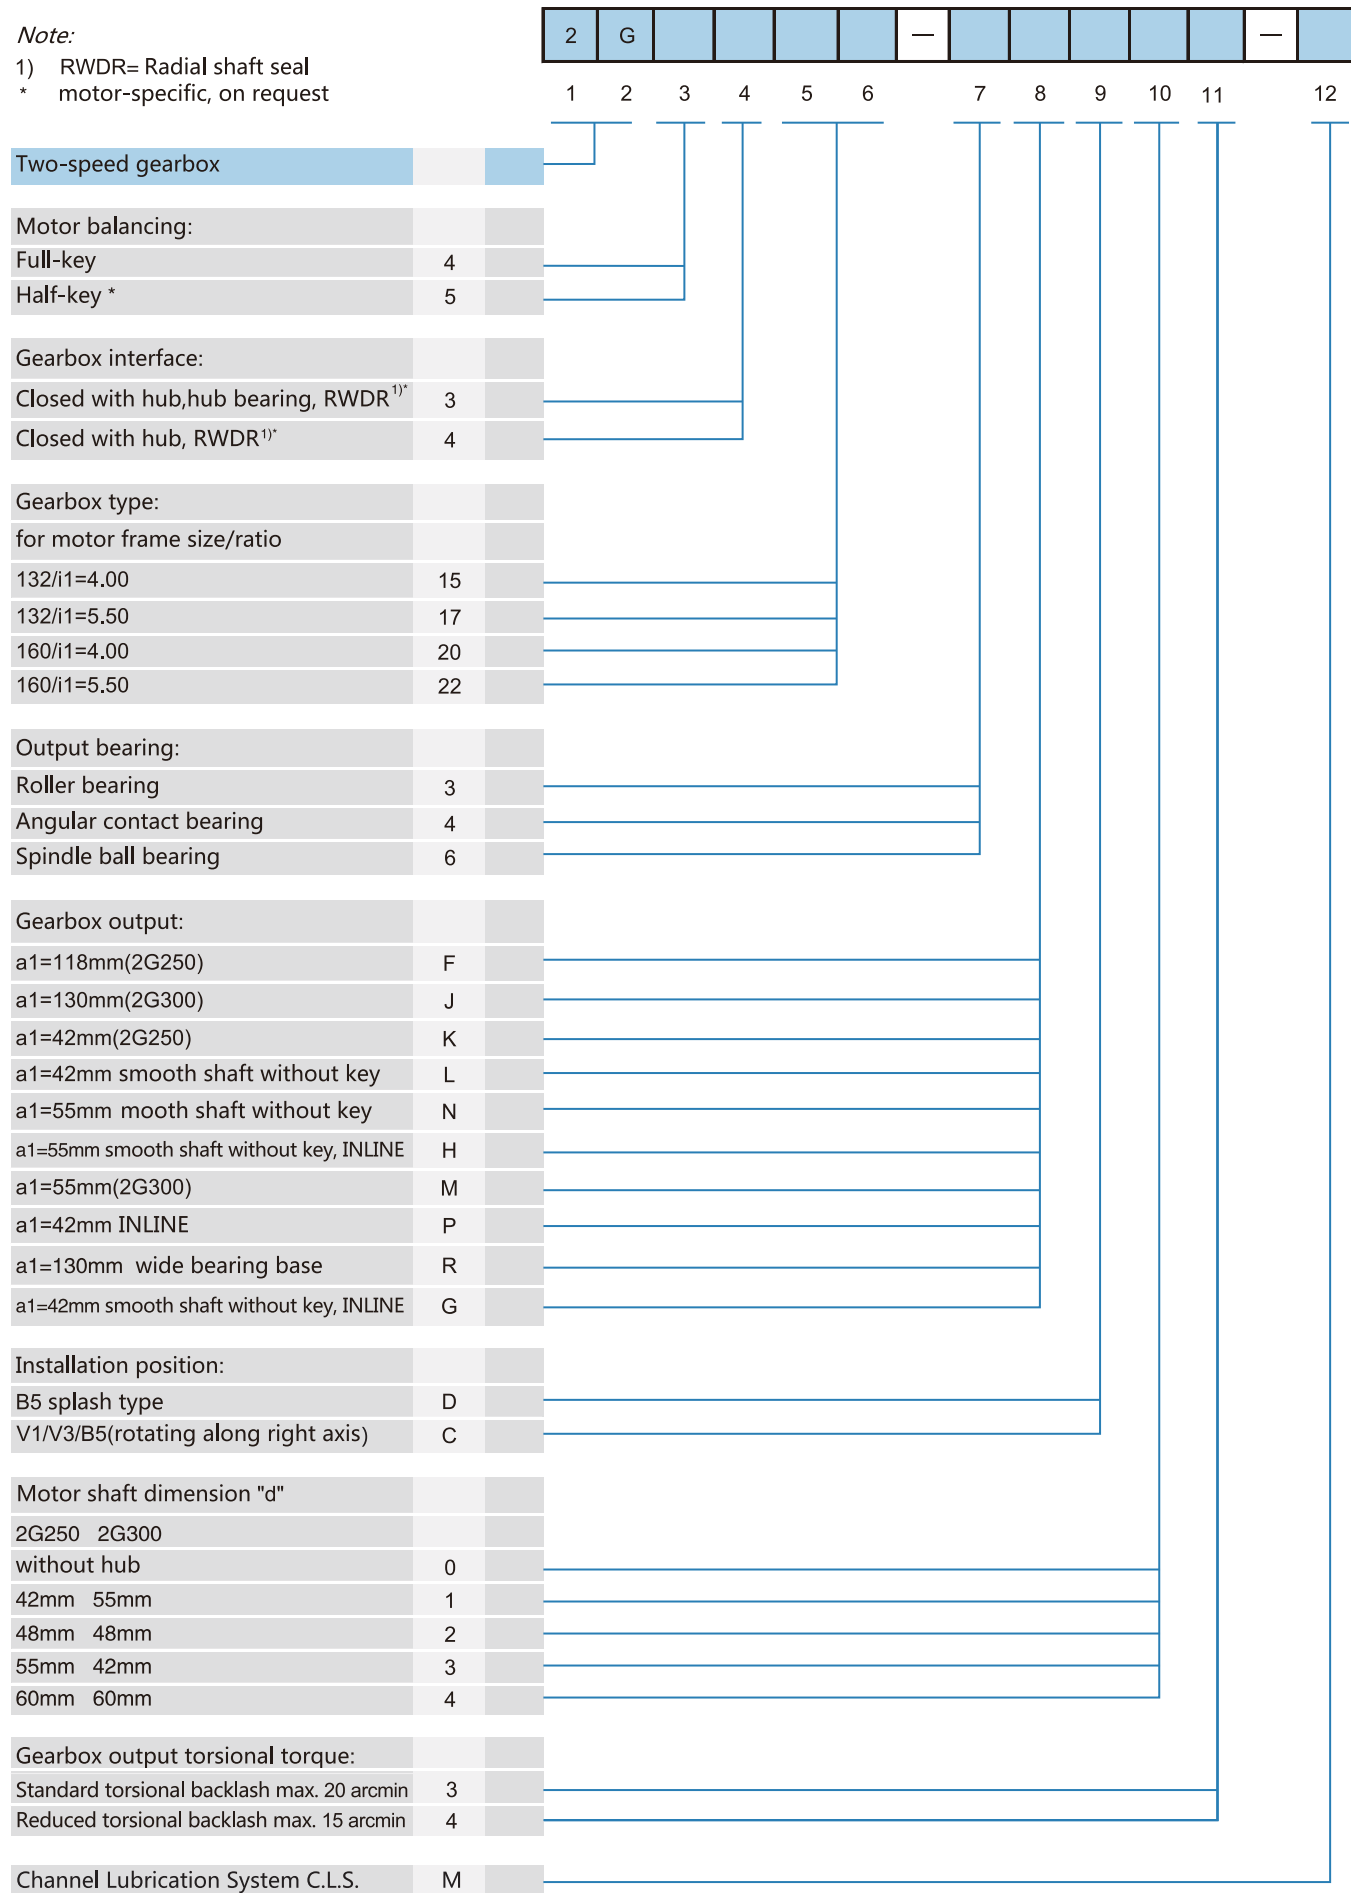 Note:
1) RWDR= Radial shaft seal
* motor-specific, on request
2 G — —
1 2 3 4 5 6 7 8 9 10 11 12
Two-speed gearbox
Motor balancing:
Full-key 4
Half-key * 5
Gearbox interface:
Closed with hub,hub bearing, RWDR1)* 3
Closed with hub, RWDR1)* 4
Gearbox type:
for motor frame size/ratio
132/i1=4.00 15
132/i1=5.50 17
160/i1=4.00 20
160/i1=5.50 22
Output bearing:
Roller bearing 3
Angular contact bearing 4
Spindle ball bearing 6
Gearbox output:
a1=118mm(2G250) F
a1=130mm(2G300) J
a1=42mm(2G250) K
a1=42mm smooth shaft without key L
a1=55mm mooth shaft without key N
a1=55mm smooth shaft without key, INLINE H
a1=55mm(2G300) M
a1=42mm INLINE P
a1=130mm wide bearing base R
a1=42mm smooth shaft without key, INLINE G
Installation position:
B5 splash type D
V1/V3/B5(rotating along right axis) C
Motor shaft dimension "d"
2G250 2G300
without hub 0
42mm 55mm 1
48mm 48mm 2
55mm 42mm 3
60mm 60mm 4
Gearbox output torsional torque:
Standard torsional backlash max. 20 arcmin 3
Reduced torsional backlash max. 15 arcmin 4
Channel Lubrication System C.L.S. M